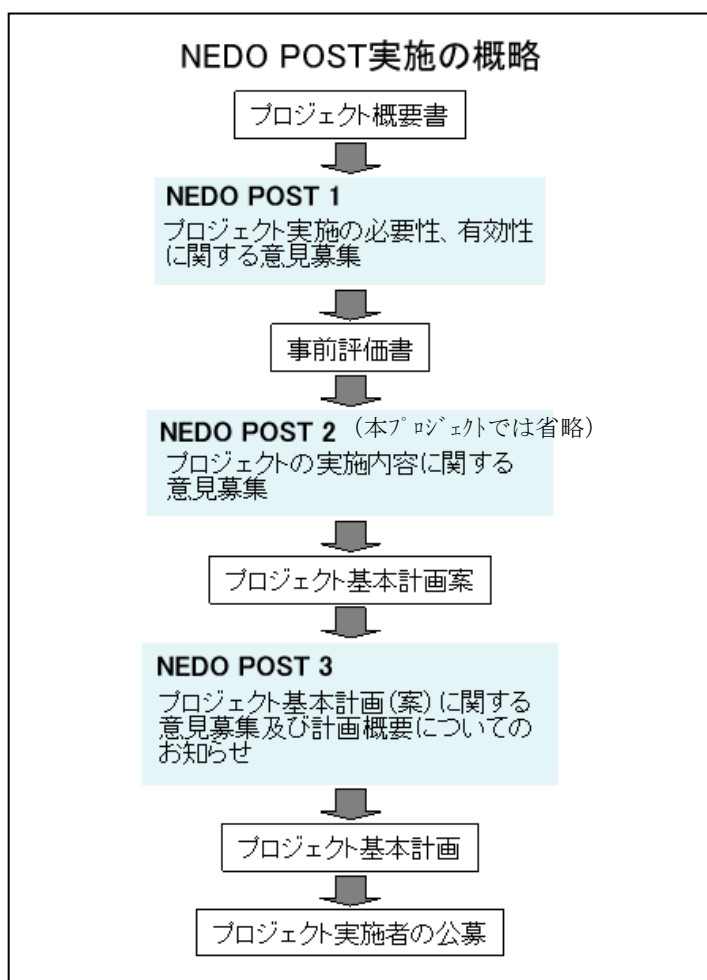 NEDO POST実施の概略
プロジェクト概要書
NEDO POST 1
プロジェクト実施の必要性、有効性
に関する意見募集
事前評価書
NEDO POST 2 (本ﾌﾟﾛｼﾞｪｸﾄでは省略)
プロジェクトの実施内容に関する
意見募集
プロジェクト基本計画案
NEDO POST 3
プロジェクト基本計画(案)に関する
意見募集及び計画概要についての
お知らせ
プロジェクト基本計画
プロジェクト実施者の公募